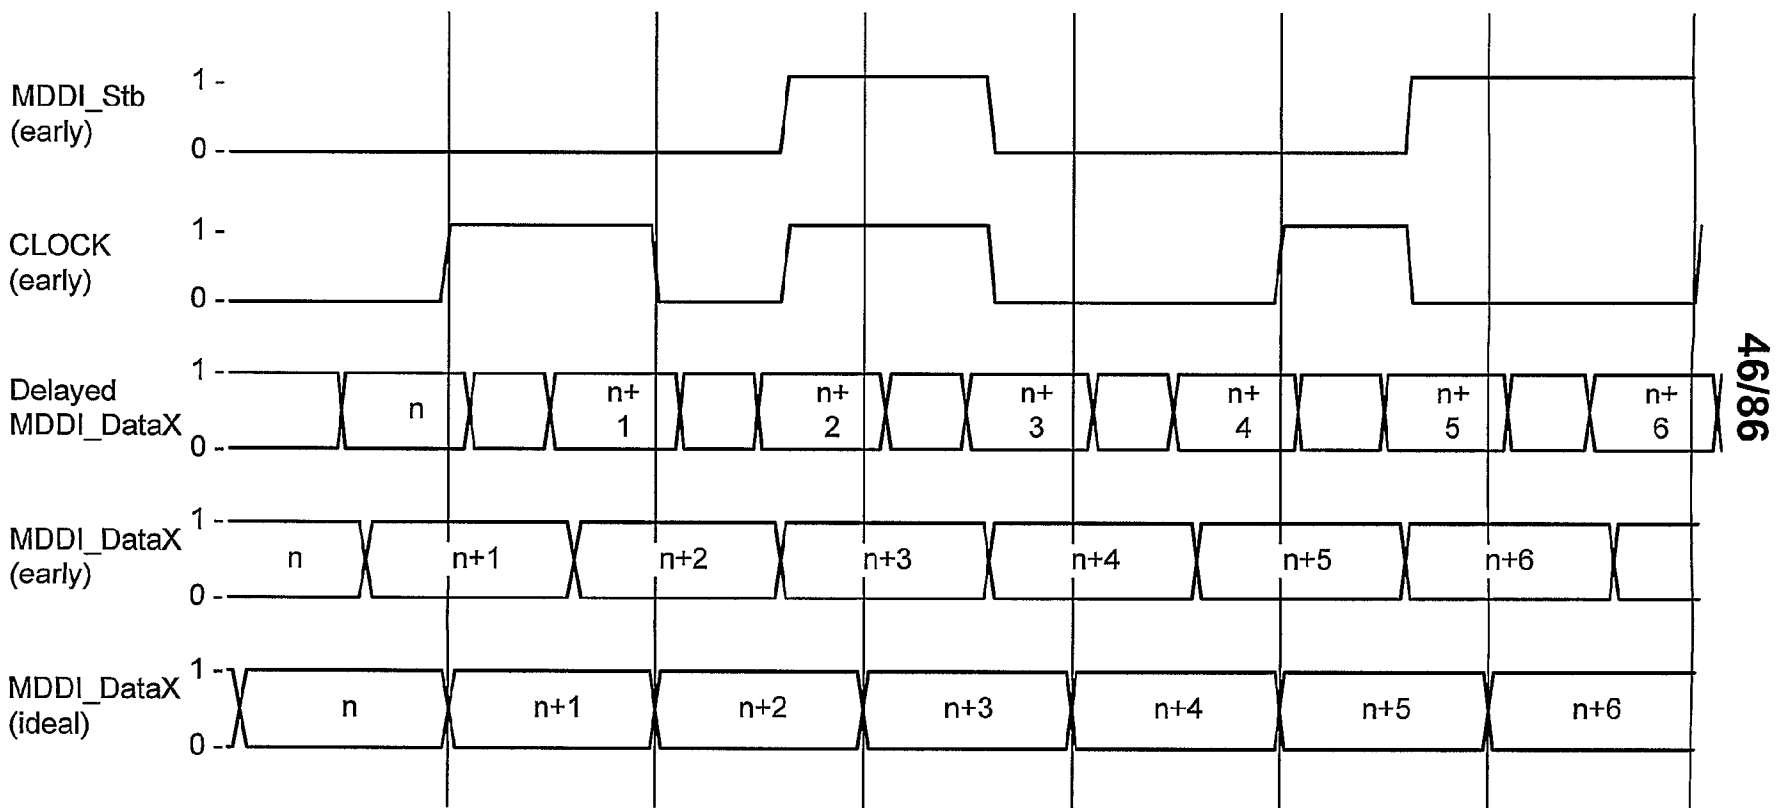 MDDI_Stb
(early)
1
0
CLOCK
(early)
1
0
Delayed
MDDI_DataX
1
0
n
n+
1
n+
2
n+
3
n+
4
n+
5
n+
6
MDDI_DataX
(early)
1
0
n
n+1
n+2
n+3
n+4
n+5
n+6
MDDI_DataX
(ideal)
1
0
n
n+1
n+2
n+3
n+4
n+5
n+6
46/86